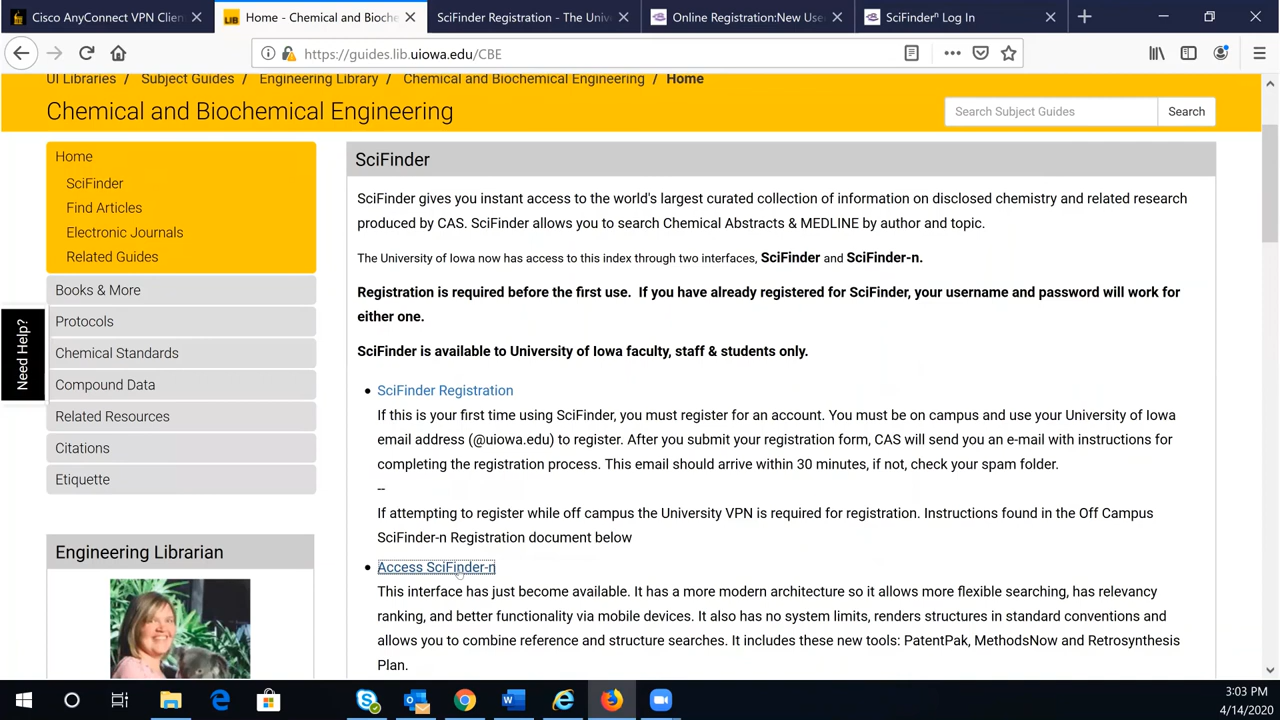 Cisco AnyConnect VPN Clien
LIB Home - Chemical and Bioche
SciFinder Registration - The Univ
Online Registration:New Use
SciFinderⁿ Log In
https://guides.lib.uiowa.edu/CBE
UI Libraries / Subject Guides / Engineering Library / Chemical and Biochemical Engineering / Home
Chemical and Biochemical Engineering
Search Subject Guides
Search
Home
SciFinder
Find Articles
Electronic Journals
Related Guides
Books & More
Protocols
Chemical Standards
Compound Data
Related Resources
Citations
Etiquette
Need Help?
Engineering Librarian
SciFinder
SciFinder gives you instant access to the world's largest curated collection of information on disclosed chemistry and related research
produced by CAS. SciFinder allows you to search Chemical Abstracts & MEDLINE by author and topic.
The University of Iowa now has access to this index through two interfaces, SciFinder and SciFinder-n.
Registration is required before the first use. If you have already registered for SciFinder, your username and password will work for
either one.
SciFinder is available to University of Iowa faculty, staff & students only.
SciFinder Registration
If this is your first time using SciFinder, you must register for an account. You must be on campus and use your University of Iowa
email address (@uiowa.edu) to register. After you submit your registration form, CAS will send you an e-mail with instructions for
completing the registration process. This email should arrive within 30 minutes, if not, check your spam folder.
--
If attempting to register while off campus the University VPN is required for registration. Instructions found in the Off Campus
SciFinder-n Registration document below
Access SciFinder-n
This interface has just become available. It has a more modern architecture so it allows more flexible searching, has relevancy
ranking, and better functionality via mobile devices. It also has no system limits, renders structures in standard conventions and
allows you to combine reference and structure searches. It includes these new tools: PatentPak, MethodsNow and Retrosynthesis
Plan.
3:03 PM
4/14/2020